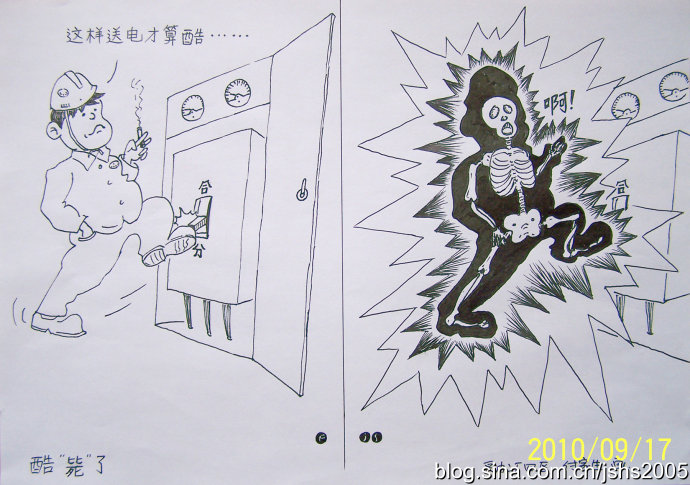 这样送电才算酷……
合
分
啊!
合
酷“毙”了
2010/09/17
blog.sina.com.cn/jshs2005